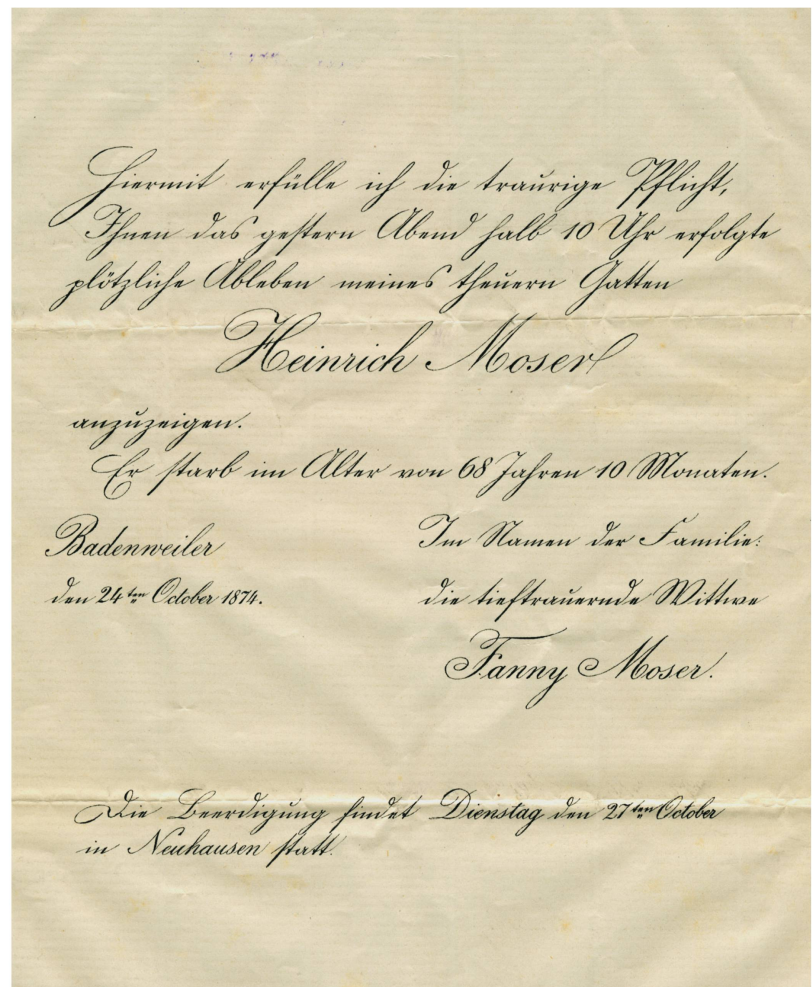 Hiermit erfülle ich die traurige Pflicht,
Ihnen das gestern Abend halb 10 Uhr erfolgte
plötzliche Ableben meines theuern Gatten
Heinrich Moser
anzuzeigen.
Er starb im Alter von 68 Jahren 10 Monaten.
Badenweiler
den 24ten October 1874.
Im Namen der Familie:
die tieftrauernde Wittwe
Fanny Moser.
Die Beerdigung findet Dienstag den 27ten October
in Neuhausen statt.